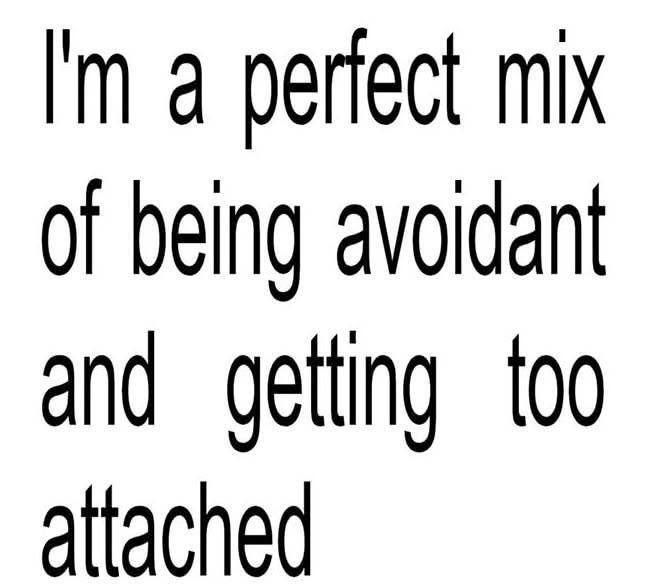 I'm a perfect mix
of being avoidant
and getting too
attached